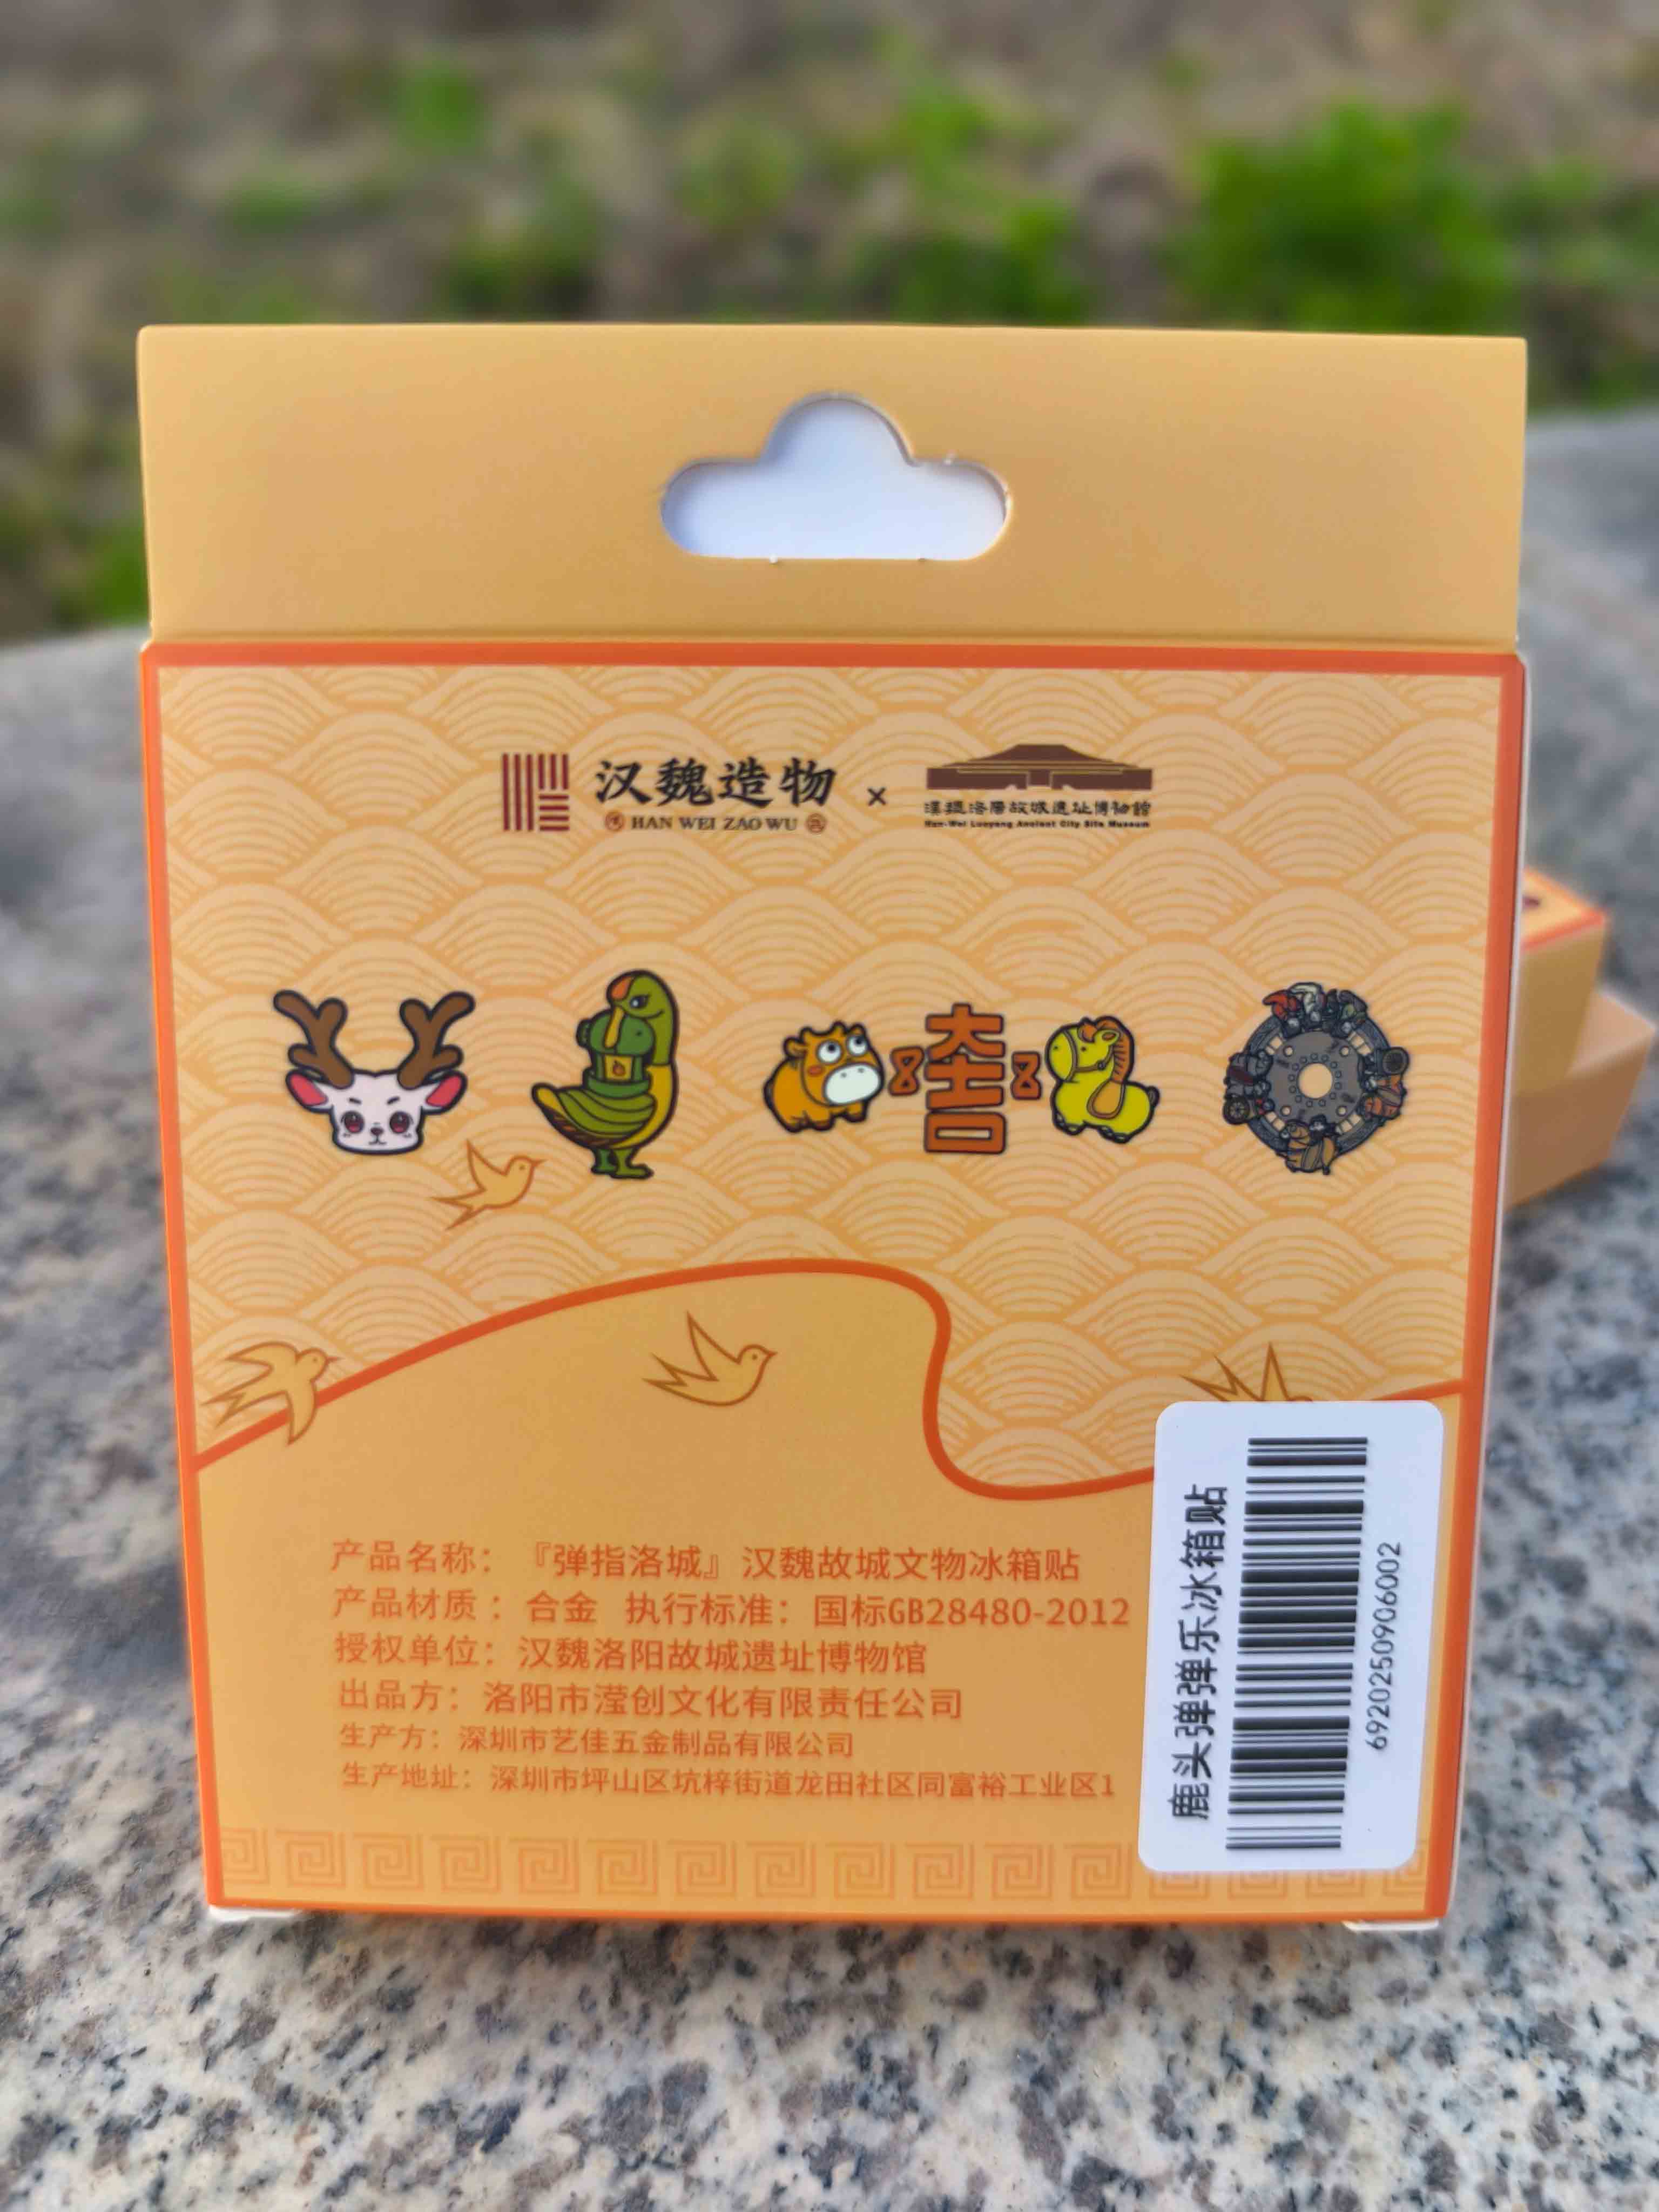 汉魏造物
HAN WEI ZAO WU
×
漢魏洛陽故城遺址博物館
Han-Wei Luoyang Ancient City Site Museum
大吉
产品名称：『弹指洛城』汉魏故城文物冰箱贴
产品材质：合金 执行标准：国标GB28480-2012
授权单位：汉魏洛阳故城遗址博物馆
出品方：洛阳市滢创文化有限责任公司
生产方：深圳市艺佳五金制品有限公司
生产地址：深圳市坪山区坑梓街道龙田社区同富裕工业区1
鹿头弹弹乐冰箱贴
6920250906002